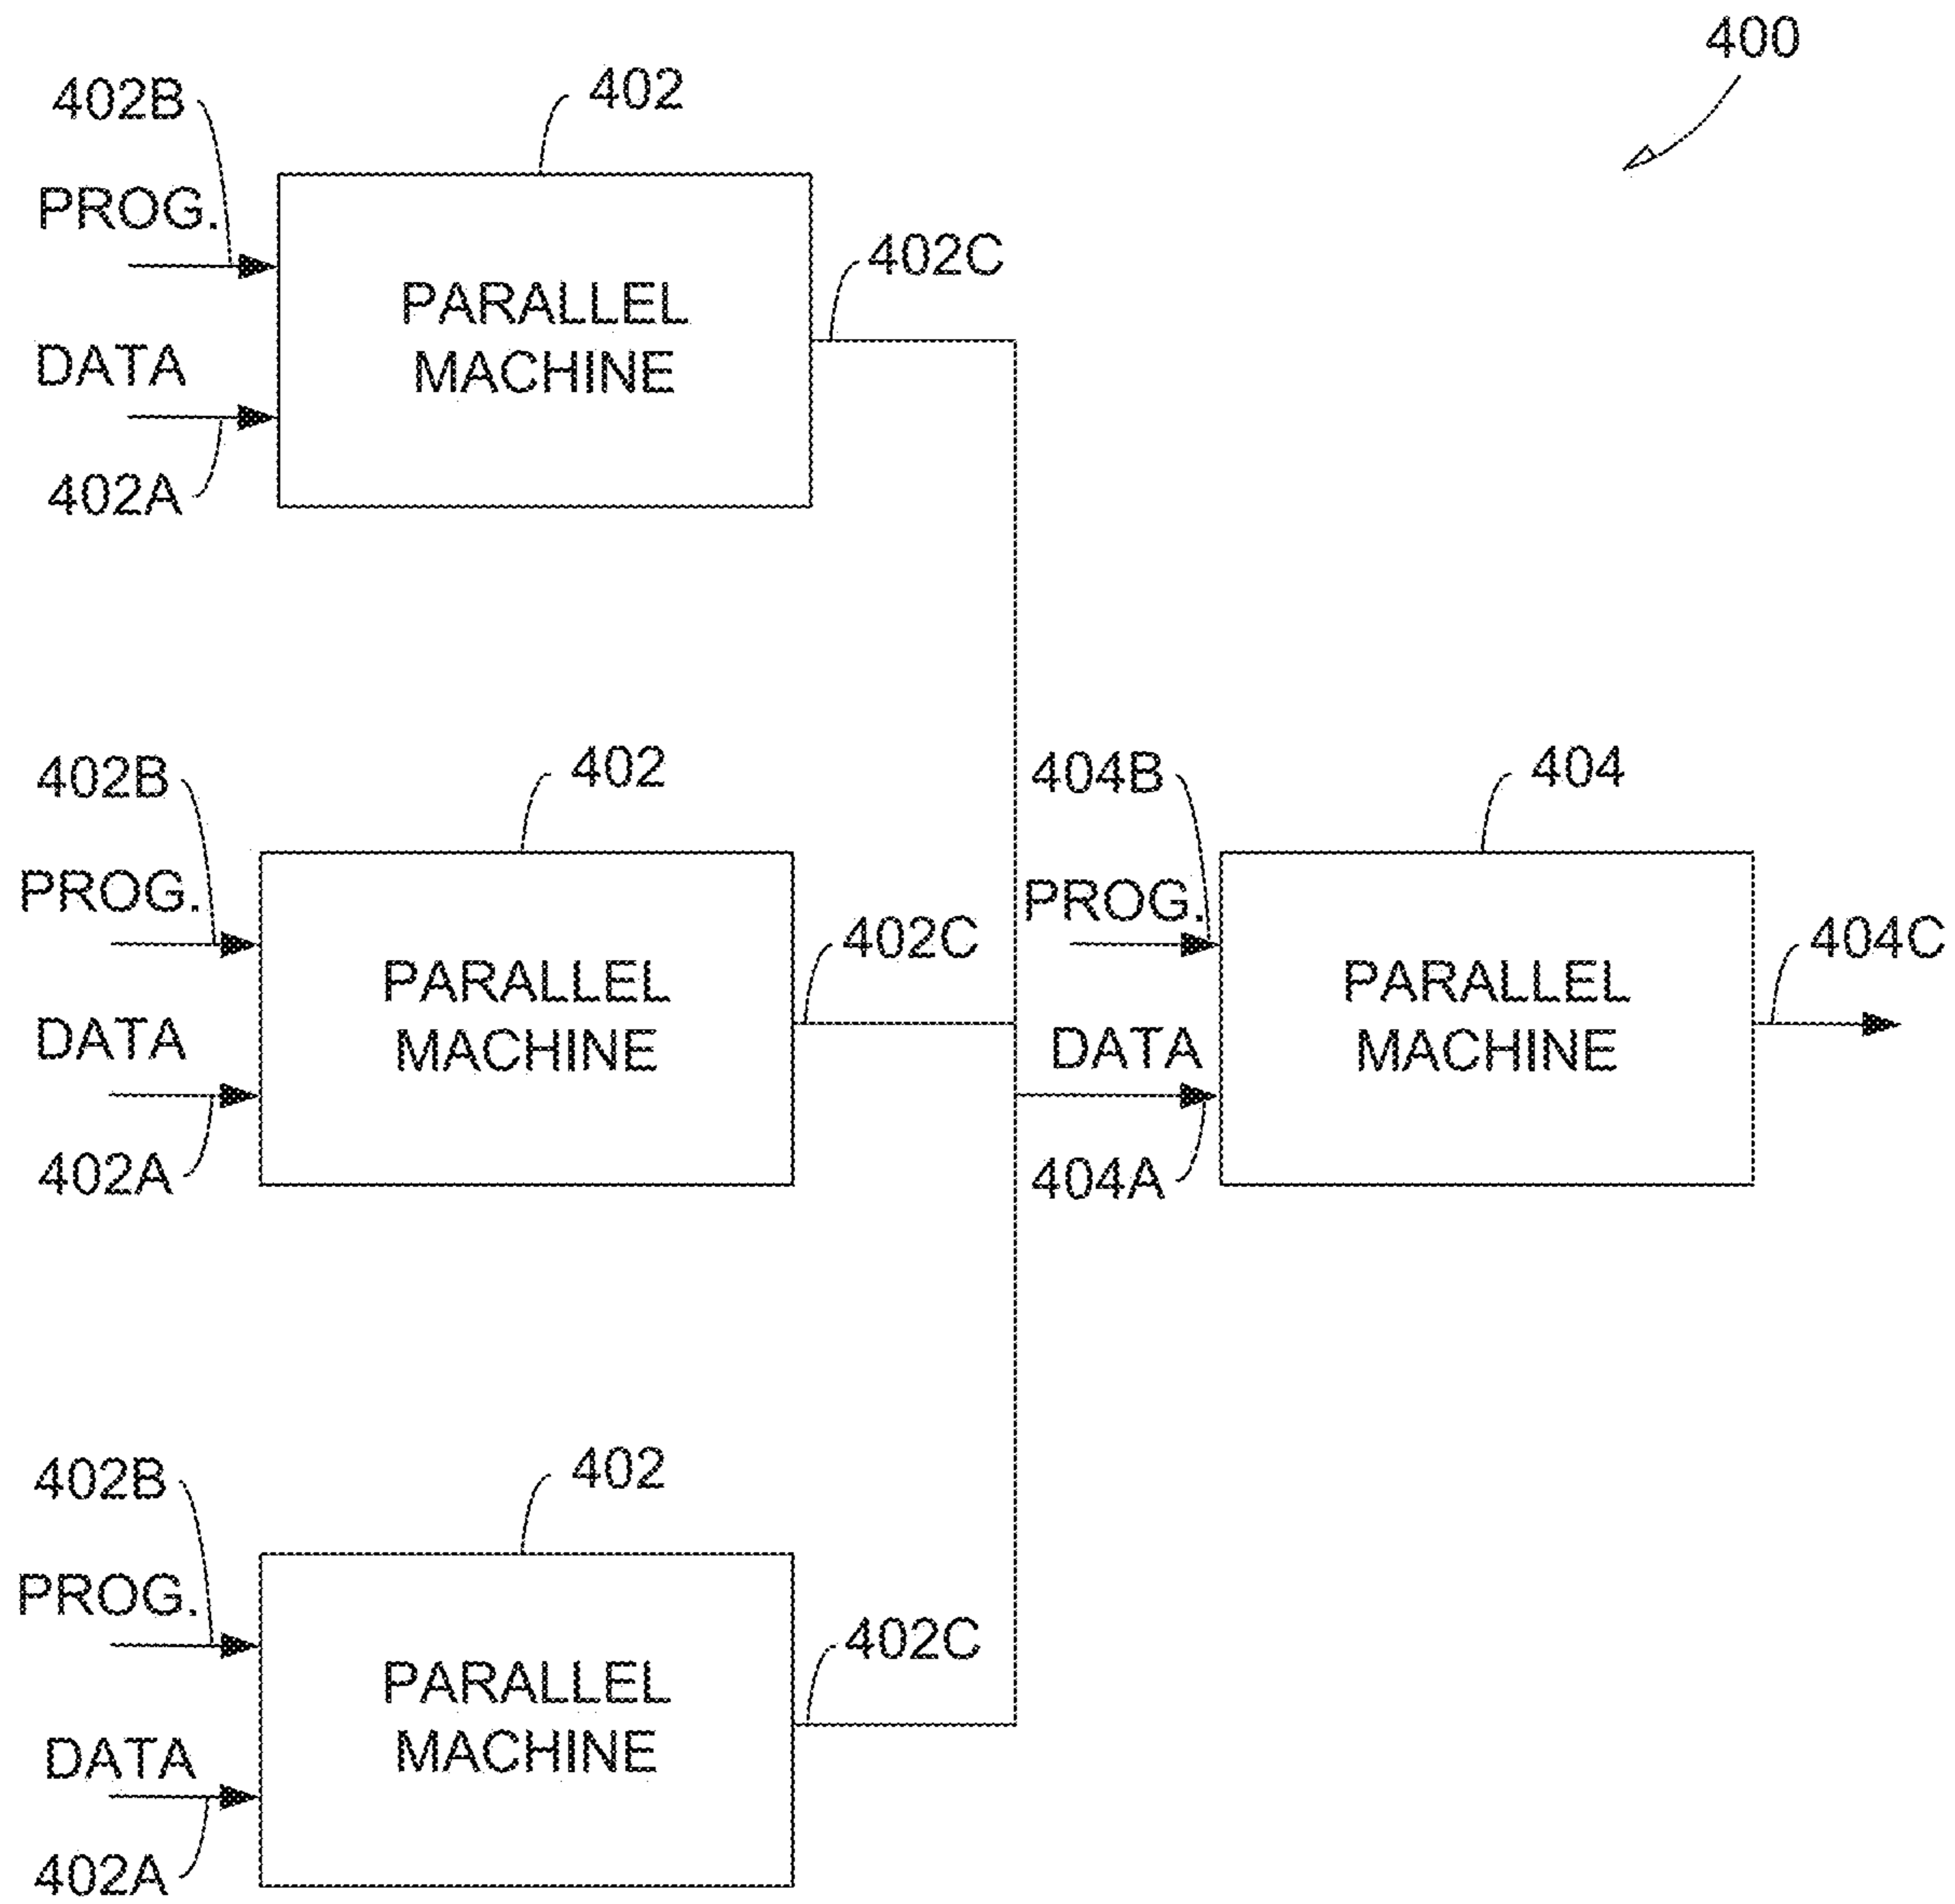 400
402B
402
PROG.
402C
PARALLEL
MACHINE
DATA
402A
402B
402
404B
404
PROG.
PROG.
402C
404C
PARALLEL
MACHINE
PARALLEL
MACHINE
DATA
DATA
402A
404A
402B
402
PROG.
402C
PARALLEL
MACHINE
DATA
402A